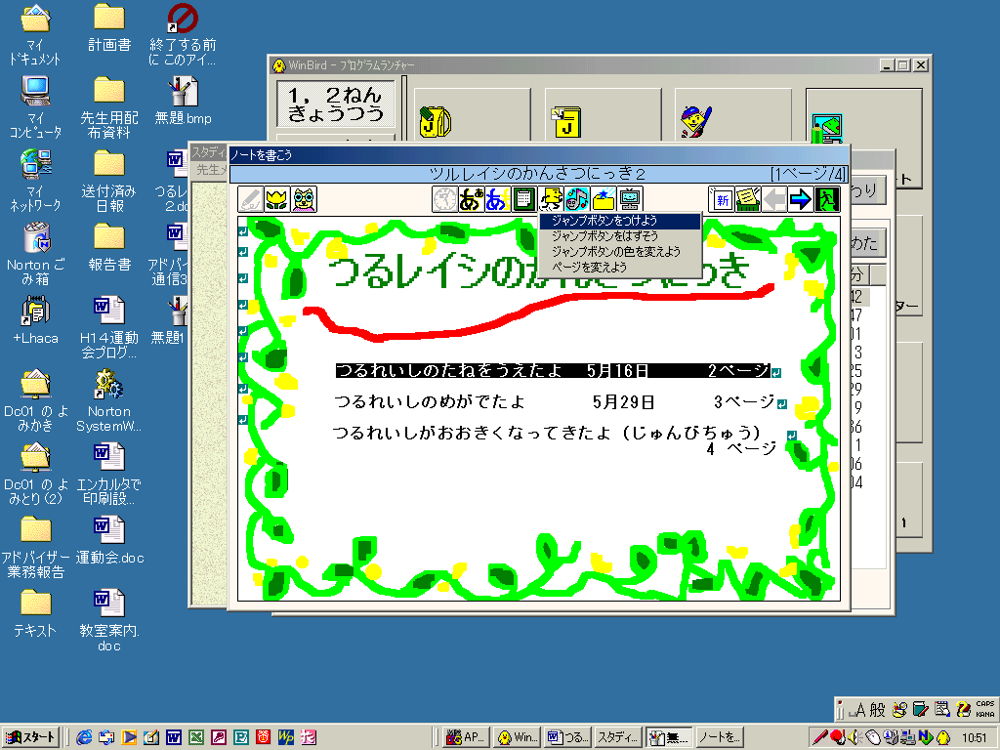 マイ
ドキュメント
計画書
終了する前
に このアイ...
マイ
コンピュータ
先生用配
布資料
無題.bmp
マイ
ネットワーク
送付済み
日報
つるレ
2.do
Norton ご
み箱
報告書
アドバイ
通信3
+Lhaca
H14運動
会プログ...
無題1
Dc01 のよ
みかき
Norton
SystemW...
Dc01 のよ
みとり(2)
エンカルタで
印刷設...
アドバイザー
業務報告
運動会.doc
テキスト
教室案内.
doc
WinBird - プログラムランチャー
1，2ねん
きょうつう
スタディ
先生メ
ノートを書こう
ツルレイシのかんさつにっき2
[1ページ/4]
新
ジャンプボタンをつけよう
ジャンプボタンをはずそう
ジャンプボタンの色を変えよう
ページを変えよう
つるレイシのかんさつにっき
つるれいしのたねをうえたよ 5月16日 2ページ
つるれいしのめがでたよ 5月29日 3ページ
つるれいしがおおきくなってきたよ（じゅんびちゅう）
4 ページ
わり
ト
めた
分
42
47
01
3
25
29
9
36
1
06
04
ター
1
A 般
CAPS
KANA
スタート
AP...
Win...
つる...
スタディ...
無...
ノートを...
10:51